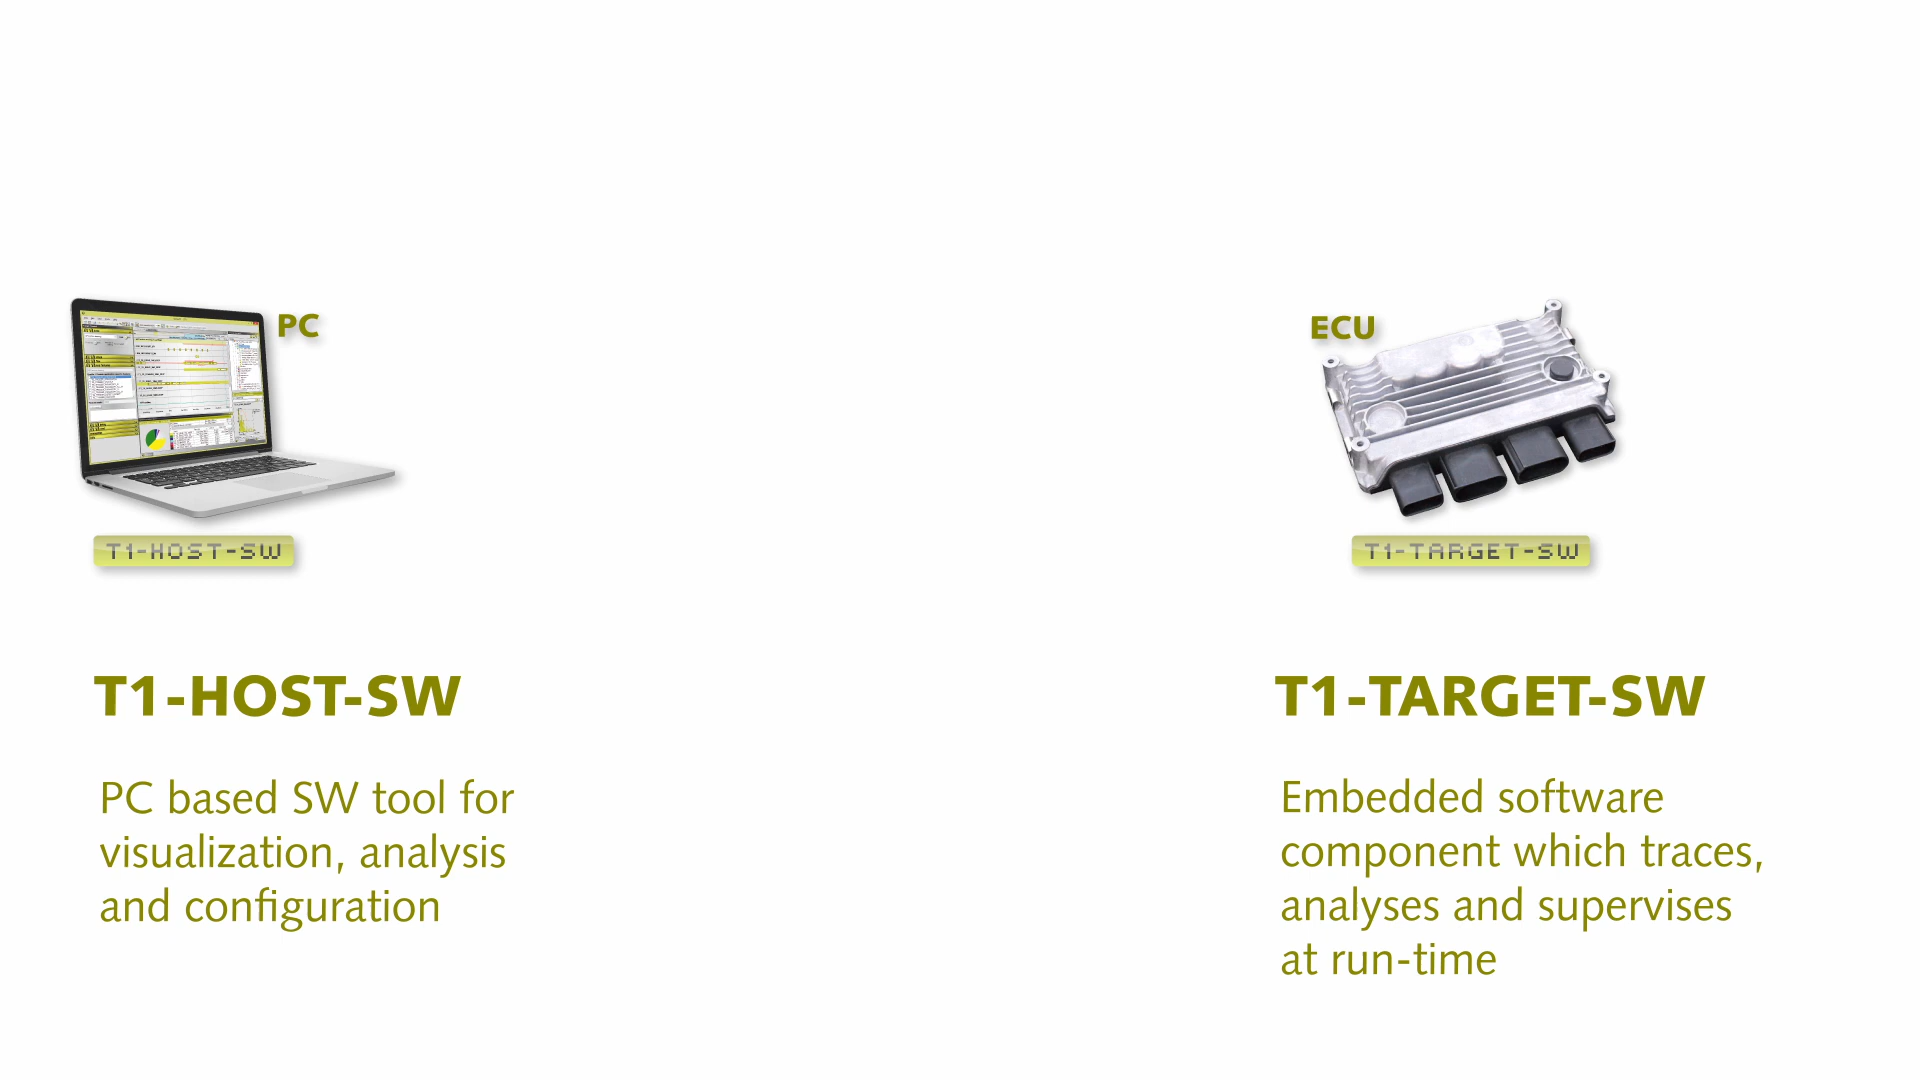 PC
T1-HOST-SW
T1-HOST-SW
PC based SW tool for
visualization, analysis
and configuration
ECU
T1-TARGET-SW
T1-TARGET-SW
Embedded software
component which traces,
analyses and supervises
at run-time